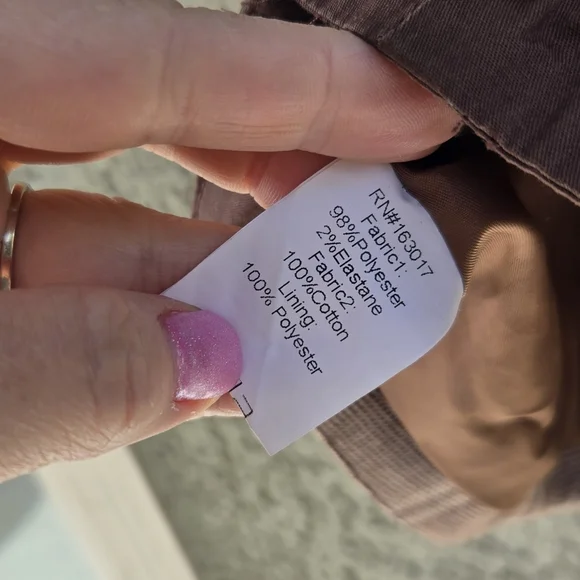 RN#163017
Fabric1:
98%Polyester
2%Elastane
Fabric2:
100%Cotton
Lining:
100% Polyester